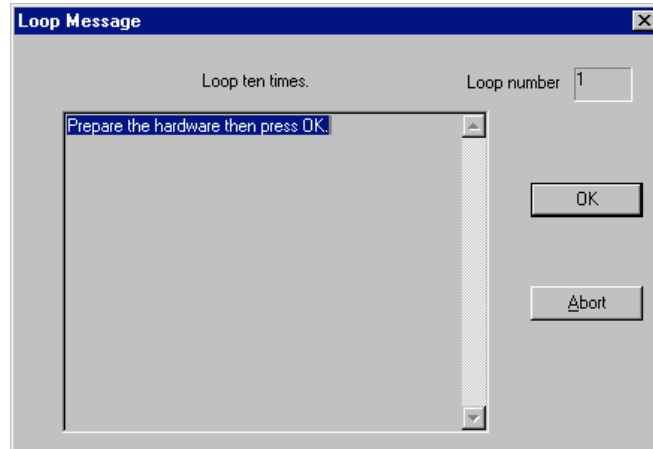 Loop Message
Loop ten times.
Loop number 1
Prepare the hardware then press OK.
OK
Abort